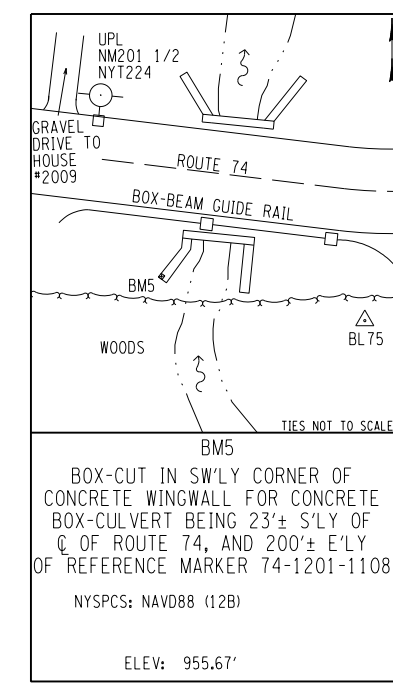 UPL
NM201 1/2
NYT224
GRAVEL
DRIVE TO
HOUSE
#2009
ROUTE 74
BOX-BEAM GUIDE RAIL
BM5
BL75
WOODS
TIES NOT TO SCALE
BM5
BOX-CUT IN SW'LY CORNER OF
CONCRETE WINGWALL FOR CONCRETE
BOX-CULVERT BEING 23'± S'LY OF
℄ OF ROUTE 74, AND 200'± E'LY
OF REFERENCE MARKER 74-1201-1108
NYSPCS: NAVD88 (12B)
ELEV: 955.67'